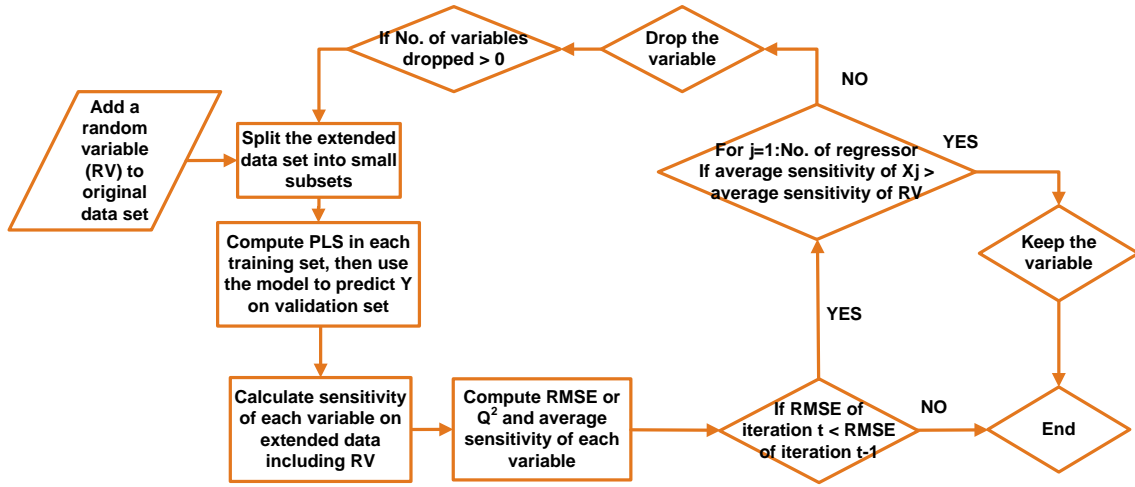 Add a
random
variable
(RV) to
original
data set
If No. of variables
dropped > 0
Drop the
variable
NO
Split the extended
data set into small
subsets
For j=1:No. of regressor
If average sensitivity of Xj >
average sensitivity of RV
YES
Compute PLS in each
training set, then use
the model to predict Y
on validation set
Keep the
variable
YES
Calculate sensitivity
of each variable on
extended data
including RV
Compute RMSE or
Q² and average
sensitivity of each
variable
If RMSE of
iteration t < RMSE
of iteration t-1
NO
End